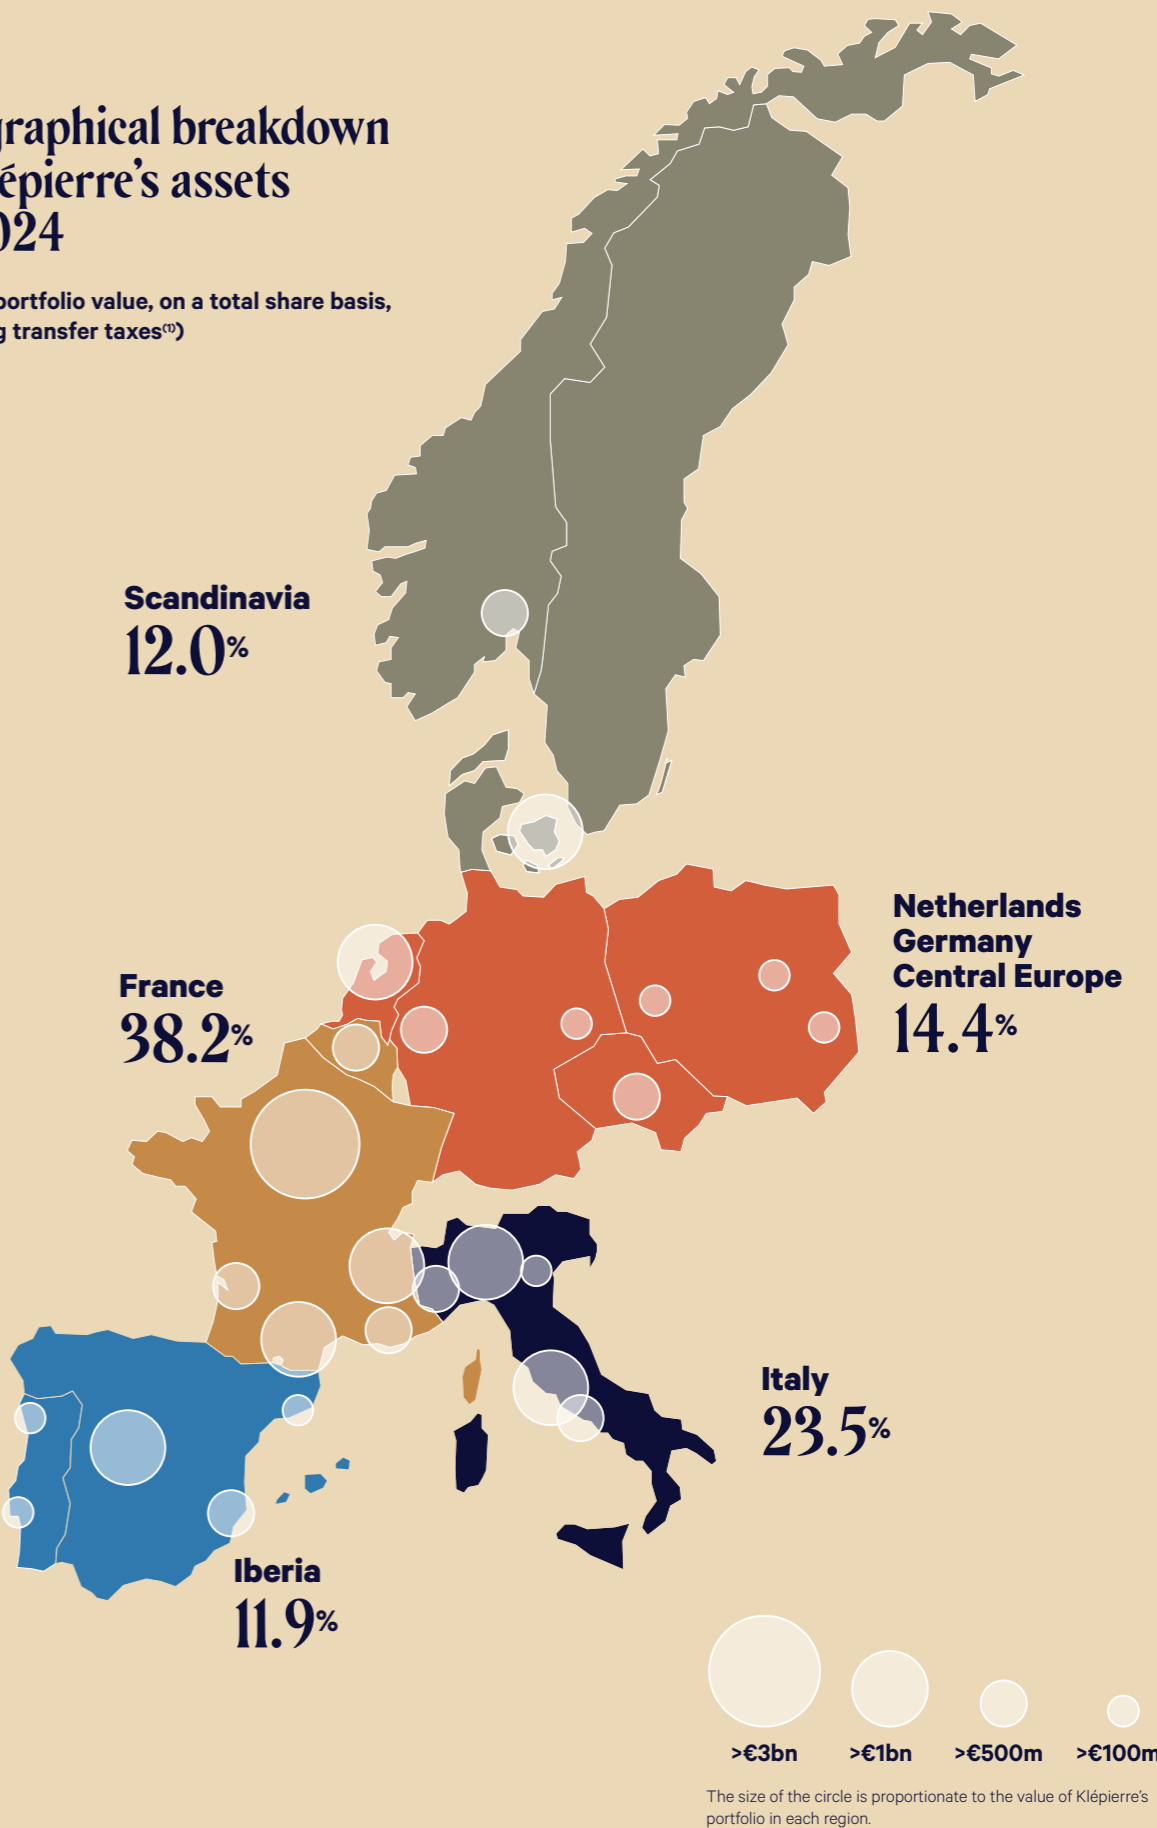 graphical breakdown
épierre’s assets
024
portfolio value, on a total share basis,
g transfer taxes⁽¹⁾)
Scandinavia
12.0%
Netherlands
Germany
Central Europe
14.4%
France
38.2%
Italy
23.5%
Iberia
11.9%
>€3bn >€1bn >€500m >€100m
The size of the circle is proportionate to the value of Klépierre’s
portfolio in each region.